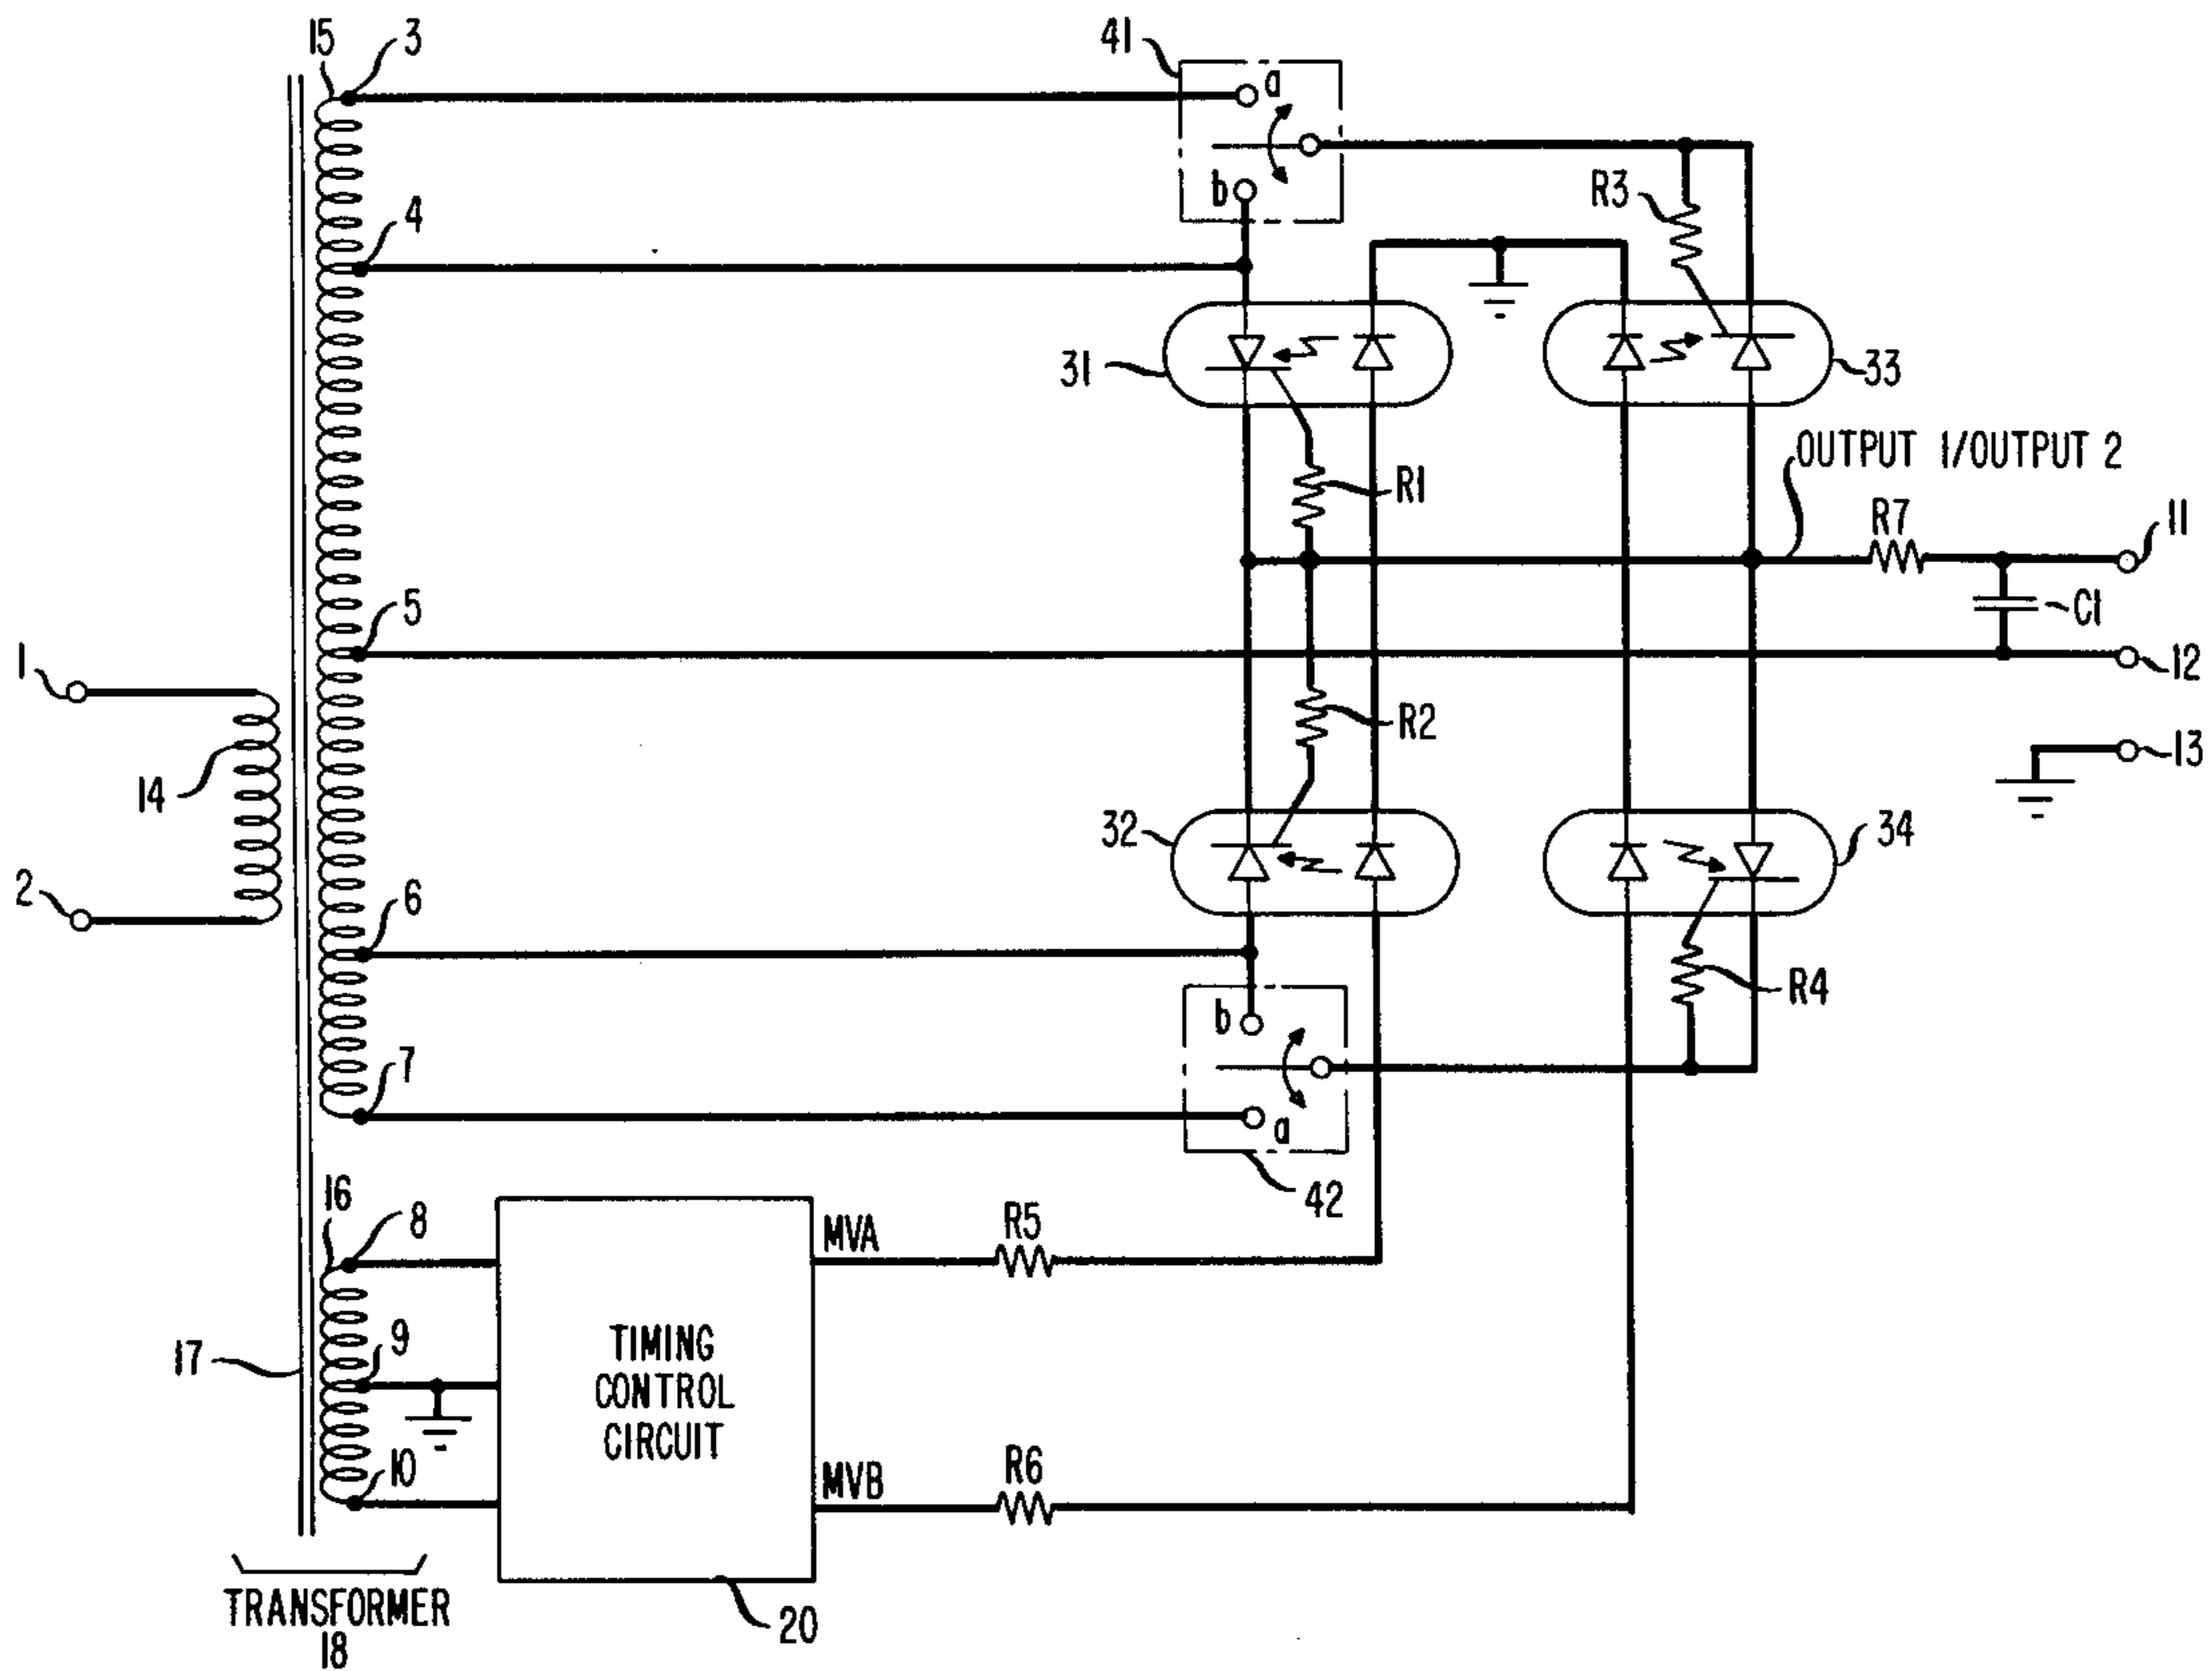 15
3
41
a
b
4
R3
31
33
R1
OUTPUT 1/OUTPUT 2
R7
11
C1
5
12
1
14
R2
13
2
6
32
34
b
R4
7
a
42
16
8
MVA
R5
17
9
TIMING
CONTROL
CIRCUIT
10
MVB
R6
TRANSFORMER
18
20